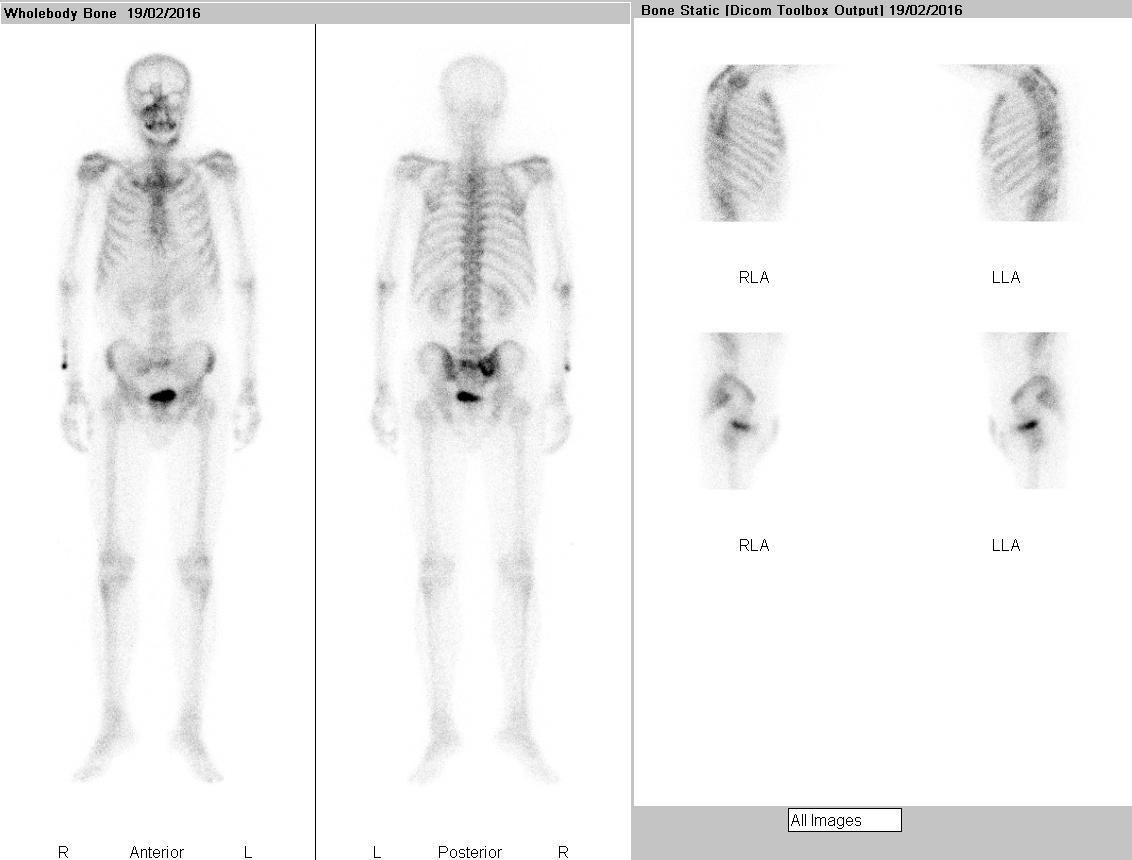 Wholebody Bone 19/02/2016
Bone Static [Dicom Toolbox Output] 19/02/2016
RLA
LLA
RLA
LLA
All Images
R
Anterior
L
L
Posterior
R